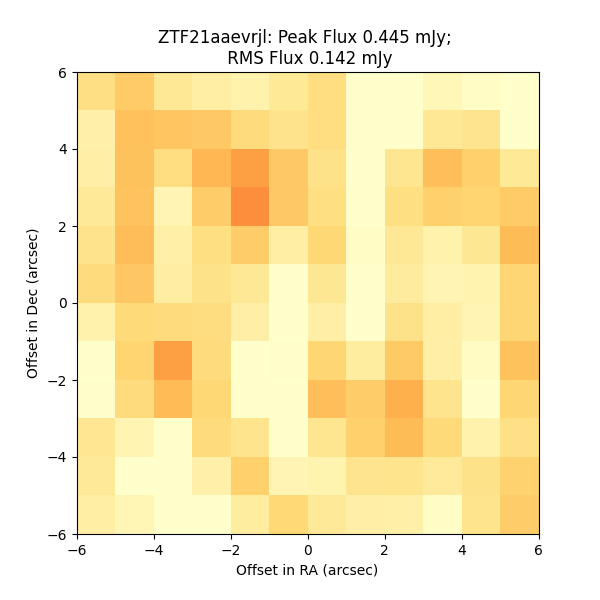 ZTF21aaevrjl: Peak Flux 0.445 mJy;
RMS Flux 0.142 mJy
6
4
2
0
−2
−4
−6
Offset in Dec (arcsec)
−6 −4 −2 0 2 4 6
Offset in RA (arcsec)